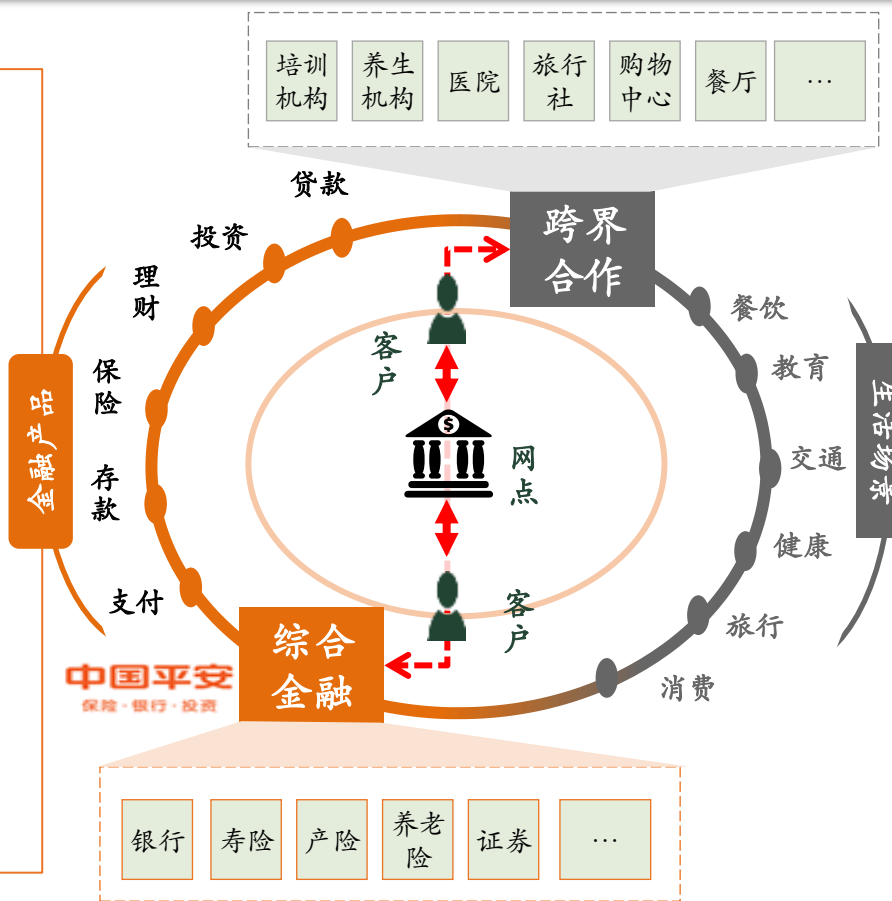 培训
机构
养生
机构
医院
旅行
社
购物
中心
餐厅
…
贷款
跨界
合作
投资
理
财
餐饮
客
户
保
险
教育
金融产品
$
生活场景
网
点
交通
存
款
健康
支付
客
户
旅行
综合
金融
中国平安
保险·银行·投资
消费
银行
寿险
产险
养老
险
证券
…